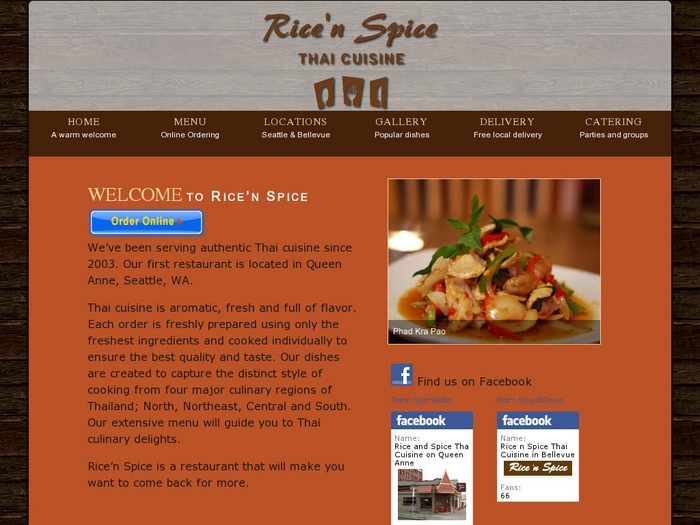 Rice'n Spice
THAI CUISINE
HOME
A warm welcome
MENU
Online Ordering
LOCATIONS
Seattle & Bellevue
GALLERY
Popular dishes
DELIVERY
Free local delivery
CATERING
Parties and groups
WELCOME TO RICE'N SPICE
Order Online »
We’ve been serving authentic Thai cuisine since
2003. Our first restaurant is located in Queen
Anne, Seattle, WA.
Thai cuisine is aromatic, fresh and full of flavor.
Each order is freshly prepared using only the
freshest ingredients and cooked individually to
ensure the best quality and taste. Our dishes
are created to capture the distinct style of
cooking from four major culinary regions of
Thailand; North, Northeast, Central and South.
Our extensive menu will guide you to Thai
culinary delights.
Rice’n Spice is a restaurant that will make you
want to come back for more.
Phad Kra Pao
f Find us on Facebook
Rice'n Spice Seattle
facebook
Name:
Rice and Spice Tha
Cuisine on Queen
Anne
Rice'n Spice Bellevue
facebook
Name:
Rice n Spice Thai
Cuisine in Bellevue
Rice'n Spice
Fans:
66